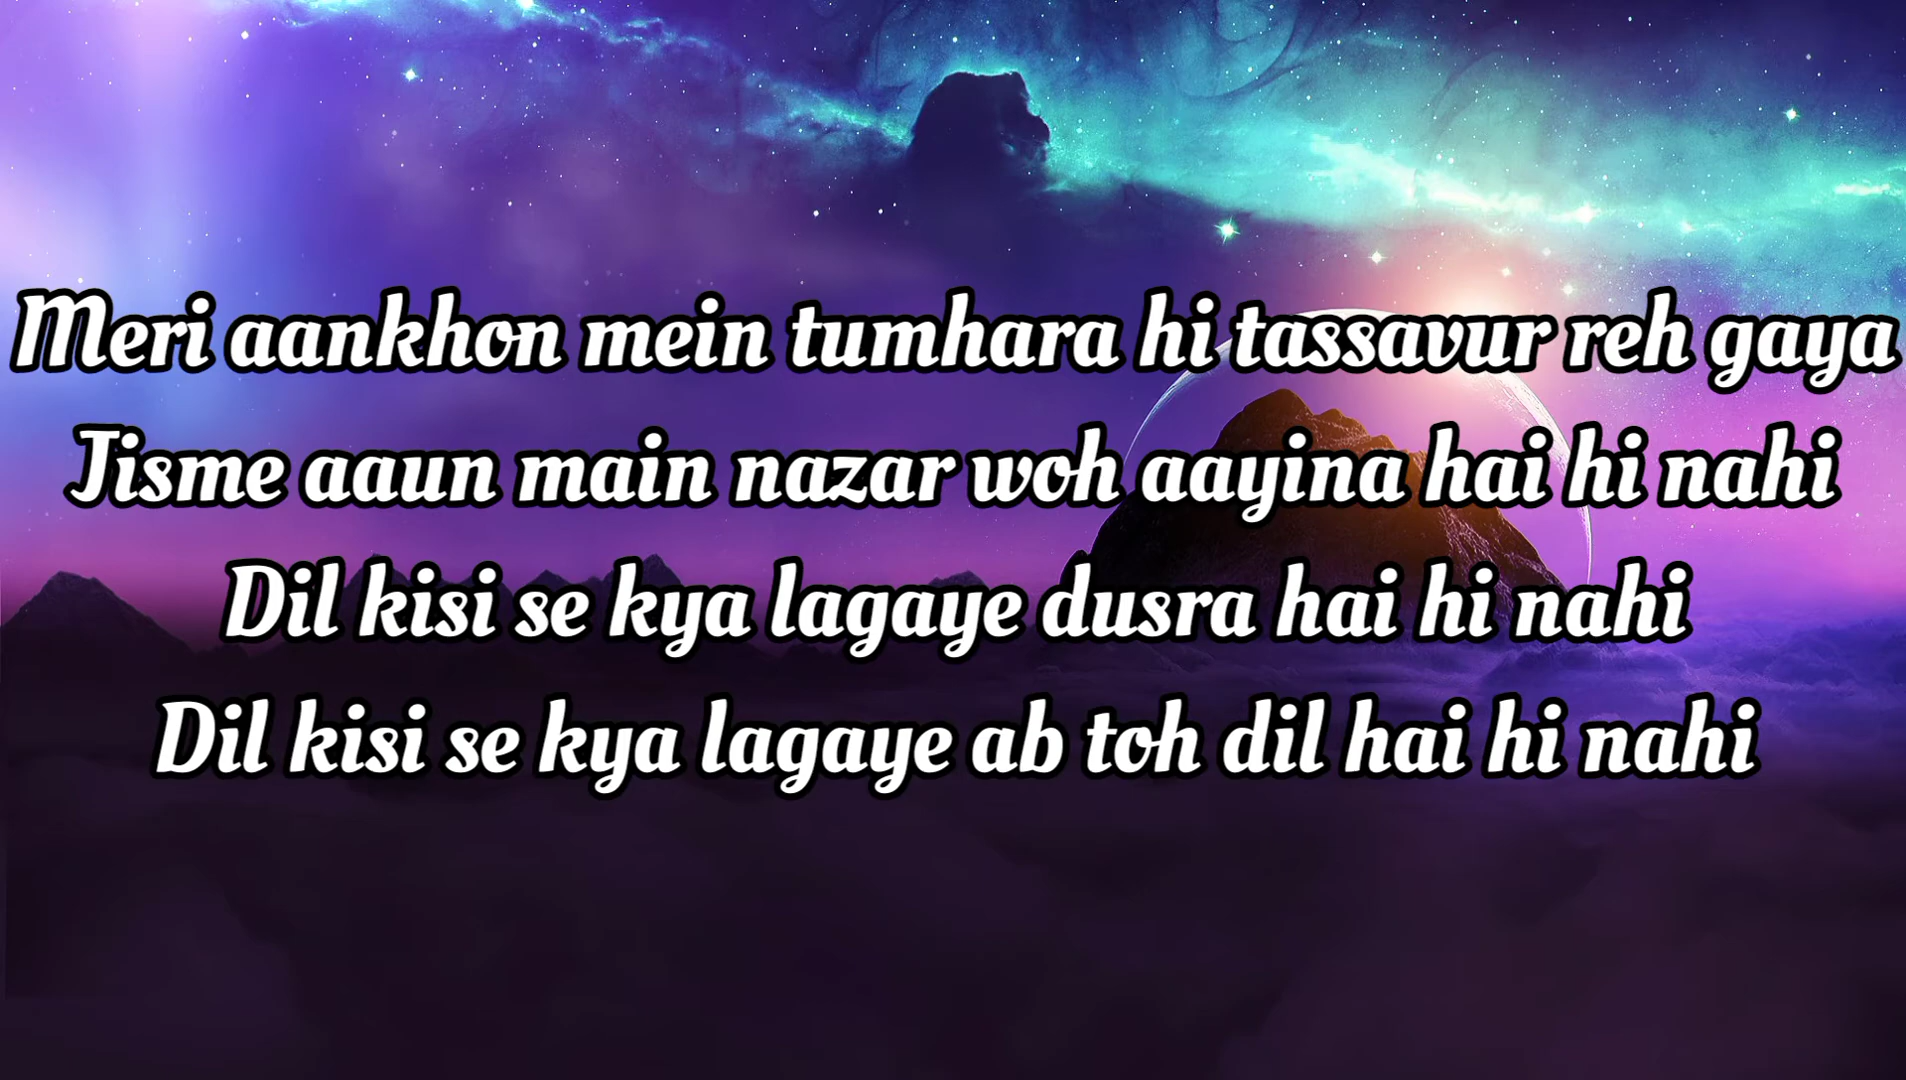 Meri aankhon mein tumhara hi tassavur reh gaya
Jisme aaun main nazar woh aayina hai hi nahi
Dil kisi se kya lagaye dusra hai hi nahi
Dil kisi se kya lagaye ab toh dil hai hi nahi